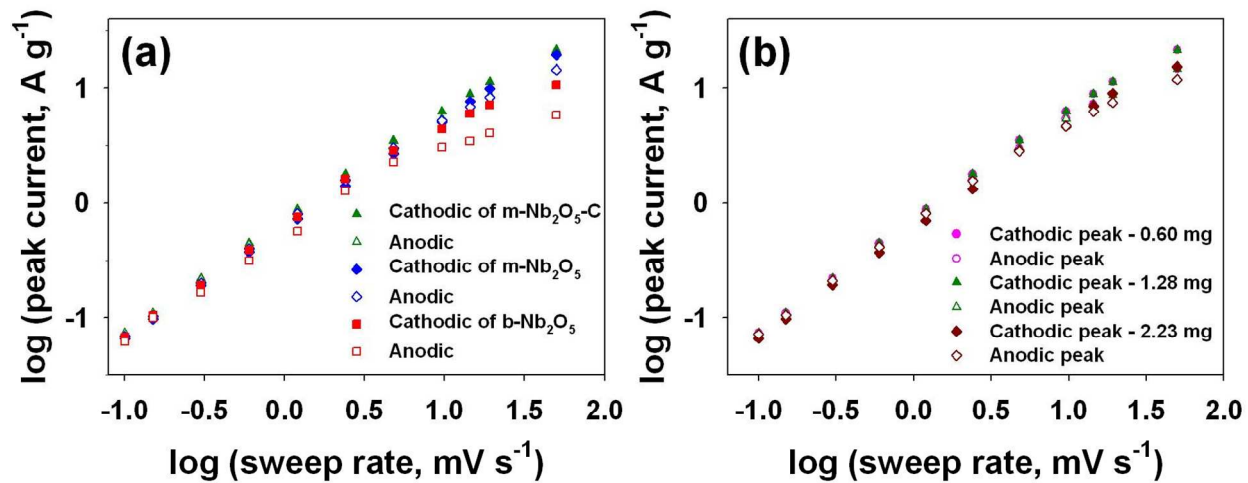 (a)
log (peak current, A g⁻¹)
1
0
-1
Cathodic of m-Nb₂O₅-C
Anodic
Cathodic of m-Nb₂O₅
Anodic
Cathodic of b-Nb₂O₅
Anodic
-1.0 -0.5 0.0 0.5 1.0 1.5 2.0
log (sweep rate, mV s⁻¹)
(b)
log (peak current, A g⁻¹)
1
0
-1
Cathodic peak - 0.60 mg
Anodic peak
Cathodic peak - 1.28 mg
Anodic peak
Cathodic peak - 2.23 mg
Anodic peak
-1.0 -0.5 0.0 0.5 1.0 1.5 2.0
log (sweep rate, mV s⁻¹)